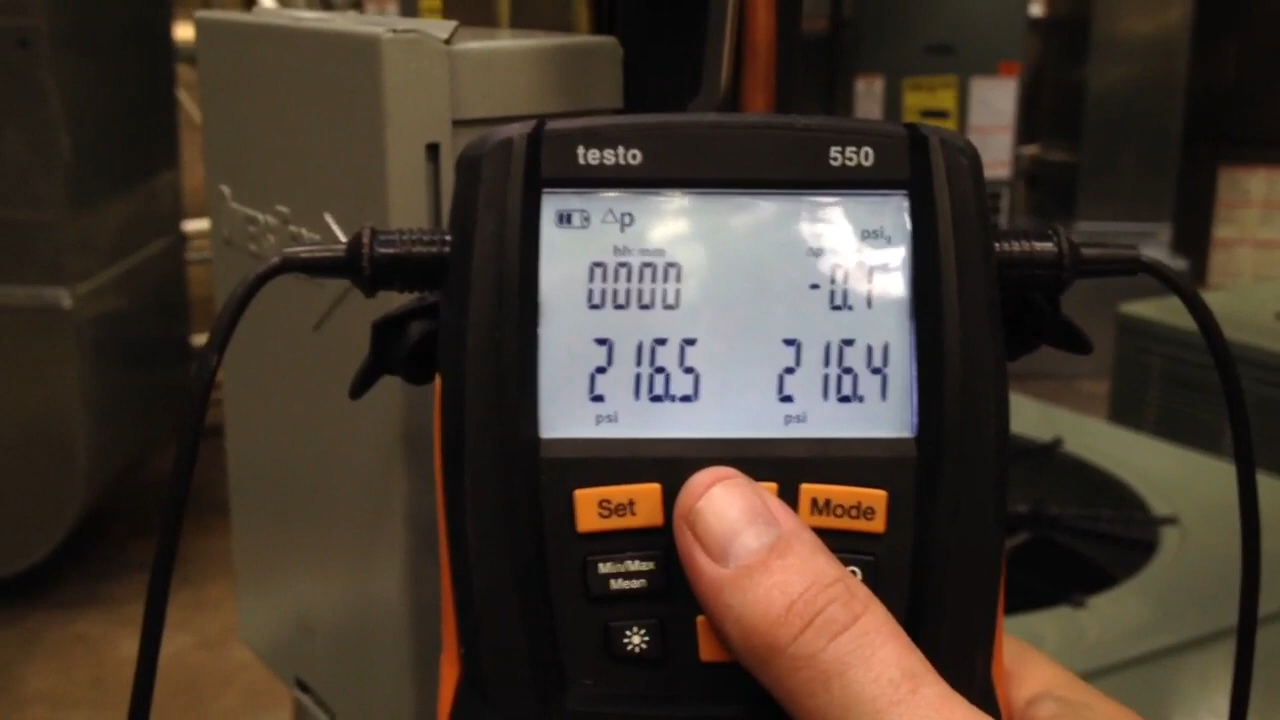 testo 550
Δp
psi
hh:mm Δp
0000 -0.1
216.5 216.4
psi psi
Set Mode
Min/Max
Mean